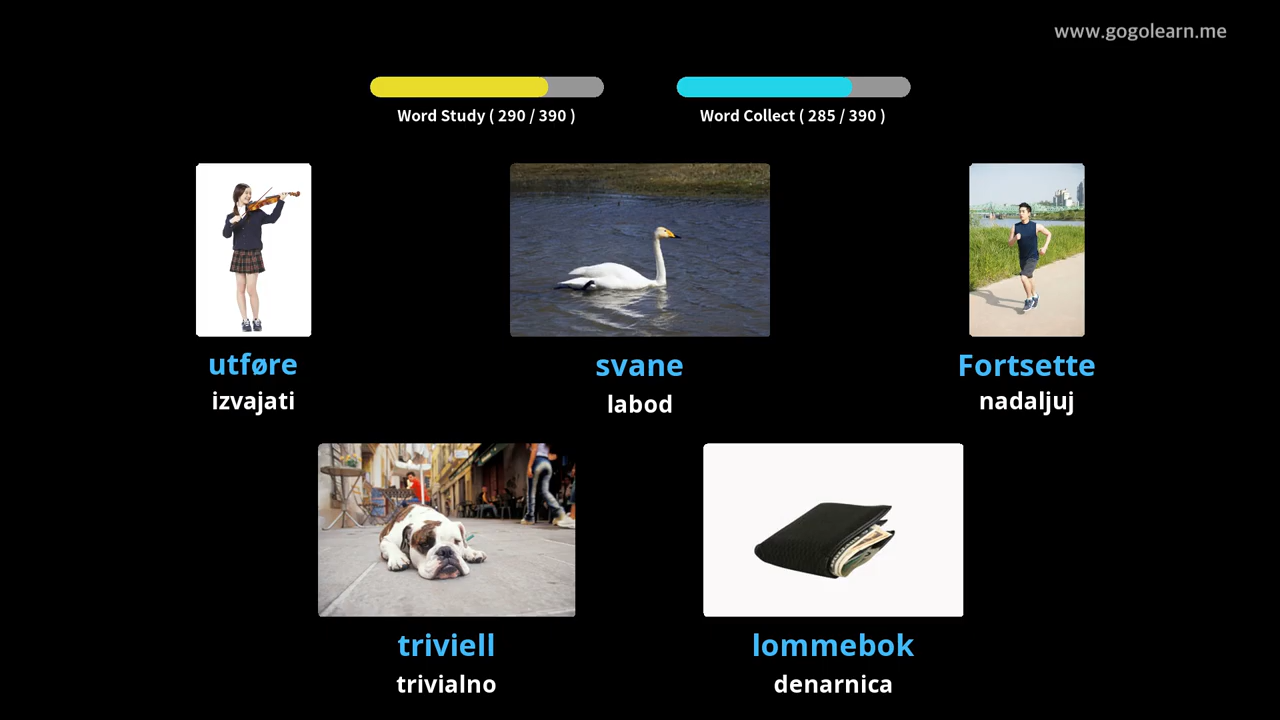 www.gogolearn.me
Word Study ( 290 / 390 )
Word Collect ( 285 / 390 )
utføre
izvajati
svane
labod
Fortsette
nadaljuj
triviell
trivialno
lommebok
denarnica